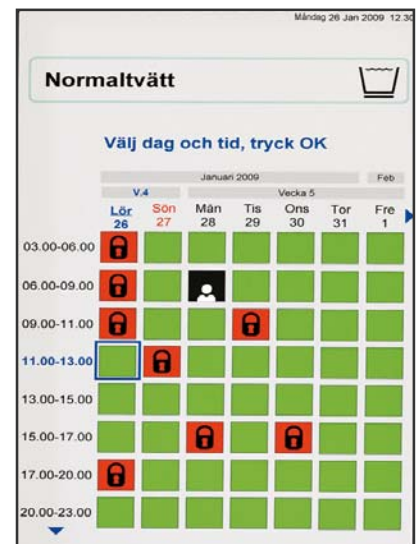 Måndag 26 Jan 2009 12.30
Normaltvätt
Välj dag och tid, tryck OK
Januari 2009 Feb
V.4 Vecka 5
Lör Sön Mån Tis Ons Tor Fre
26 27 28 29 30 31 1
03.00-06.00
06.00-09.00
09.00-11.00
11.00-13.00
13.00-15.00
15.00-17.00
17.00-20.00
20.00-23.00